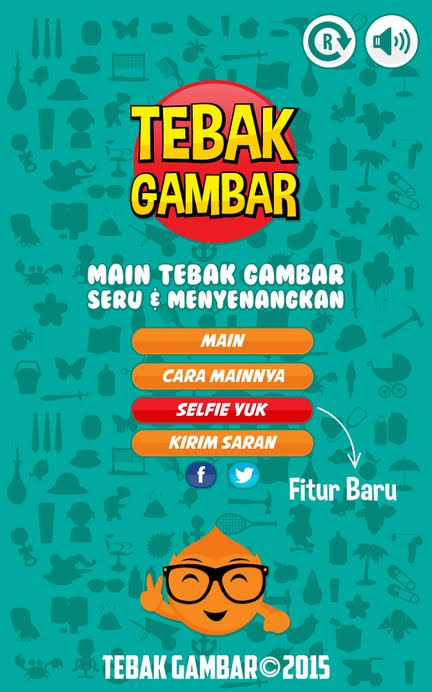 R
TEBAK
GAMBAR
MAIN TEBAK GAMBAR
SERU & MENYENANGKAN
MAIN
CARA MAINNYA
SELFIE YUK
KIRIM SARAN
f
Fitur Baru
TEBAK GAMBAR©2015